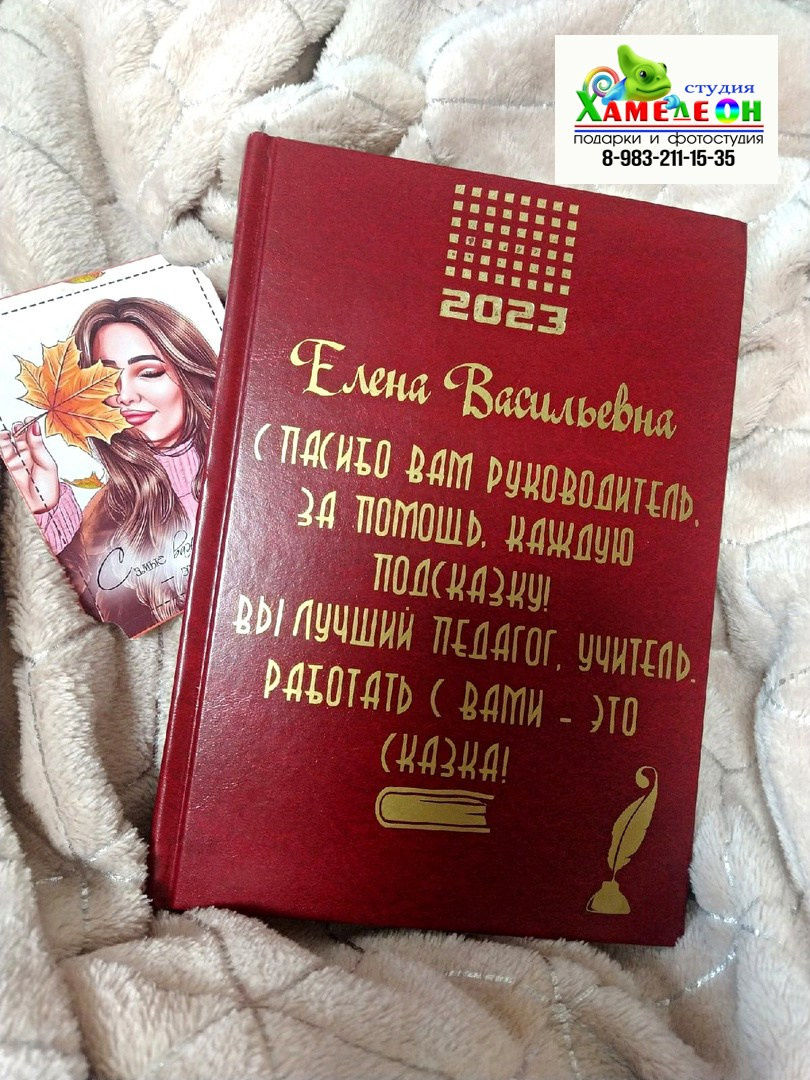 студия
ХАМЕЛЕОН
подарки и фотостудия
8-983-211-15-35
2023
Елена Васильевна
СПАСИБО ВАМ РУКОВОДИТЕЛЬ,
ЗА ПОМОЩЬ, КАЖДУЮ
ПОДСКАЗКУ!
ВЫ ЛУЧШИЙ ПЕДАГОГ, УЧИТЕЛЬ,
РАБОТАТЬ С ВАМИ - ЭТО
СКАЗКА!
Самые